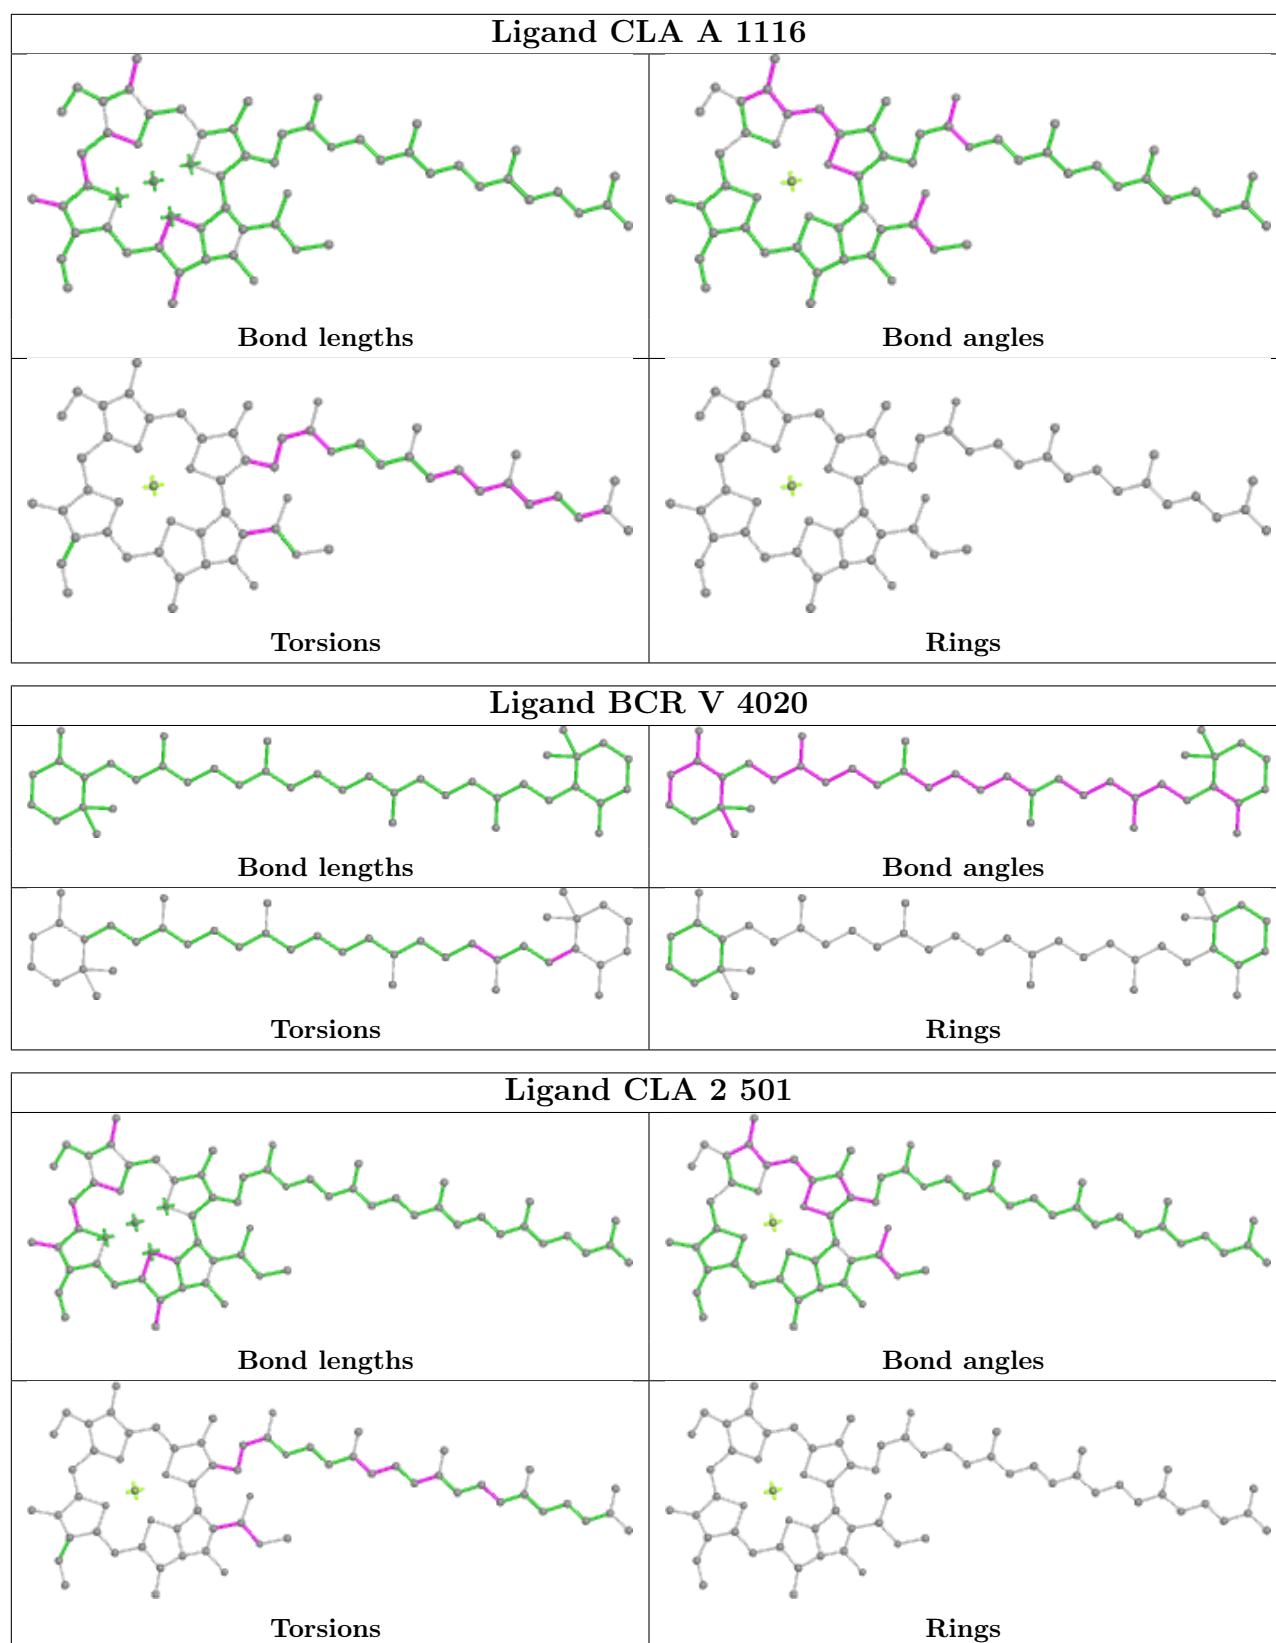 Ligand CLA A 1116
Bond lengths
Bond angles
Torsions
Rings
Ligand BCR V 4020
Bond lengths
Bond angles
Torsions
Rings
Ligand CLA 2 501
Bond lengths
Bond angles
Torsions
Rings